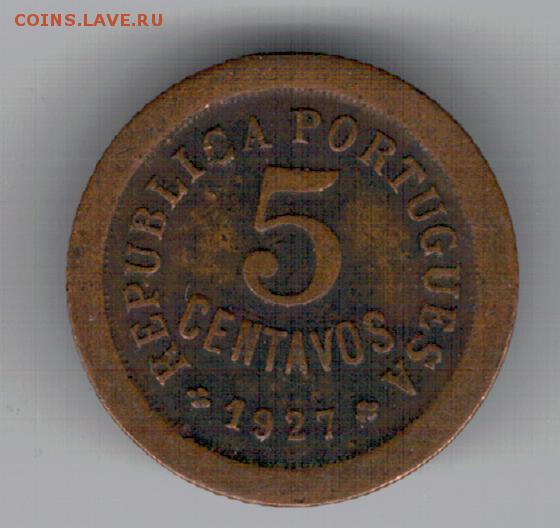 COINS.LAVE.RU
REPUBLICA PORTUGUESA
5
CENTAVOS
1927